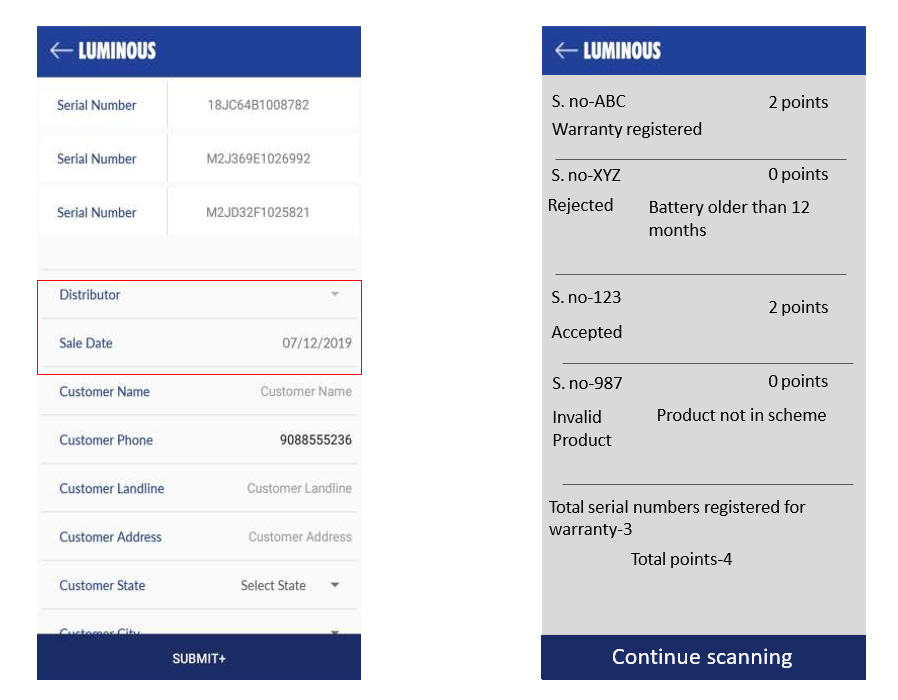 LUMINOUS
Serial Number 18JC64B1008782
Serial Number M2J369E1026992
Serial Number M2JD32F1025821
Distributor
Sale Date 07/12/2019
Customer Name Customer Name
Customer Phone 9088555236
Customer Landline Customer Landline
Customer Address Customer Address
Customer State Select State
Customer City
SUBMIT+
LUMINOUS
S. no-ABC 2 points
Warranty registered
S. no-XYZ 0 points
Rejected Battery older than 12
months
S. no-123
2 points
Accepted
S. no-987 0 points
Invalid Product not in scheme
Product
Total serial numbers registered for
warranty-3
Total points-4
Continue scanning